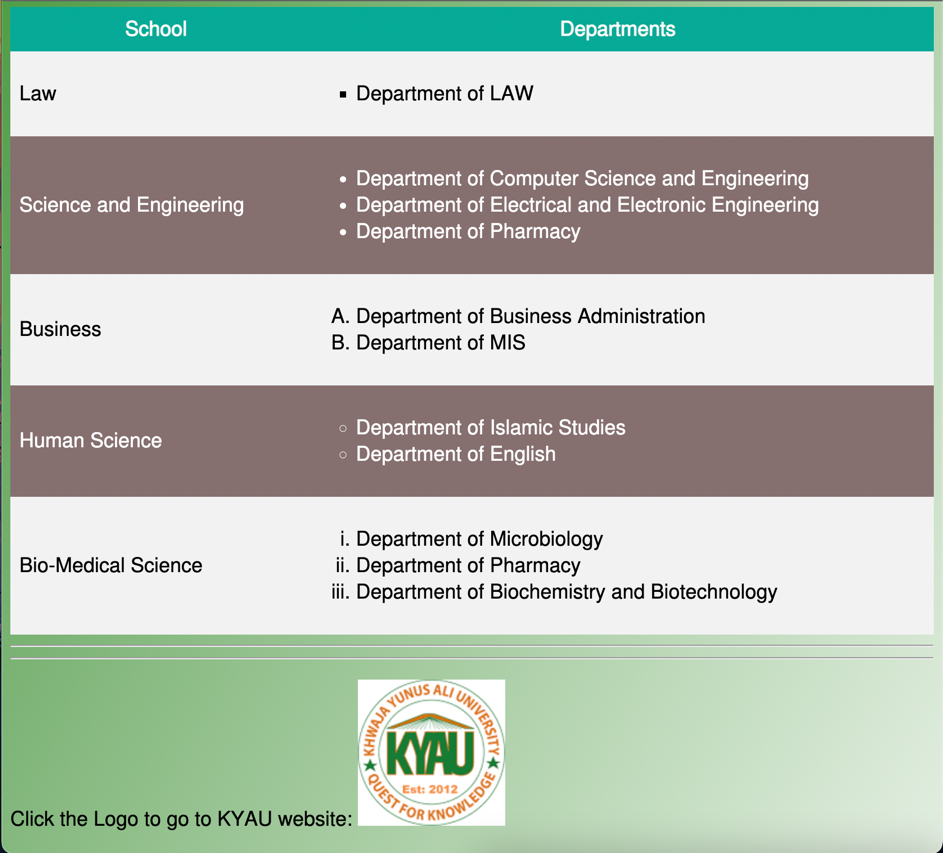 School Departments
Law
▪ Department of LAW
Science and Engineering
• Department of Computer Science and Engineering
• Department of Electrical and Electronic Engineering
• Department of Pharmacy
Business
A. Department of Business Administration
B. Department of MIS
Human Science
○ Department of Islamic Studies
○ Department of English
Bio-Medical Science
i. Department of Microbiology
ii. Department of Pharmacy
iii. Department of Biochemistry and Biotechnology
KHWAJA YUNUS ALI UNIVERSITY
KYAU
Est: 2012
QUEST FOR KNOWLEDGE
Click the Logo to go to KYAU website: